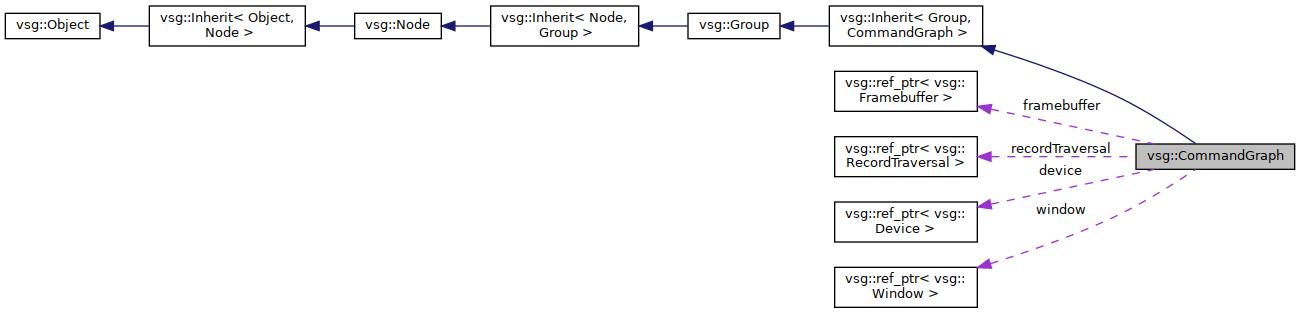 vsg::Object
vsg::Inherit< Object,
Node >
vsg::Node
vsg::Inherit< Node,
Group >
vsg::Group
vsg::Inherit< Group,
CommandGraph >
vsg::ref_ptr< vsg::
Framebuffer >
framebuffer
vsg::ref_ptr< vsg::
RecordTraversal >
recordTraversal
vsg::CommandGraph
device
vsg::ref_ptr< vsg::
Device >
window
vsg::ref_ptr< vsg::
Window >